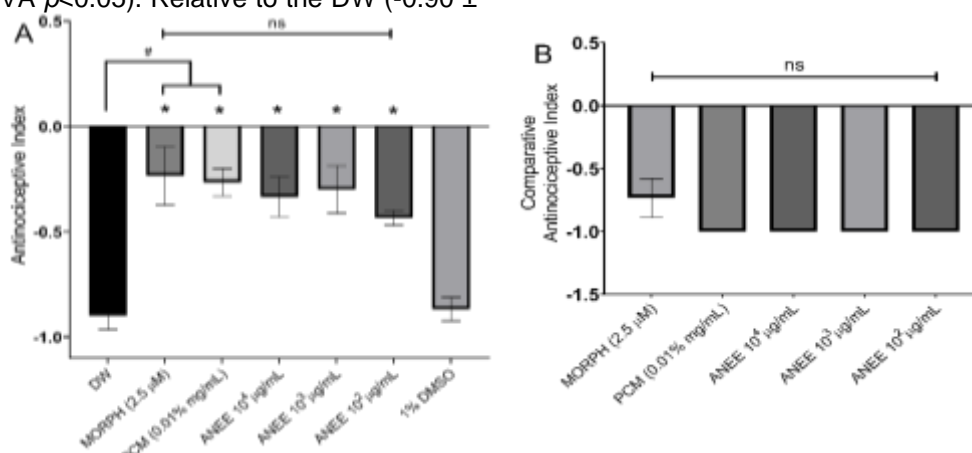 VA p<0.05). Relative to the DW (-0.90 ±
A
0.5
0.0
-0.5
-1.0
Antinociceptive Index
ns
#
* * * * *
DW
MORPH (2.5 µM)
PCM (0.01% mg/mL)
ANEE 10⁴ µg/mL
ANEE 10³ µg/mL
ANEE 10² µg/mL
1% DMSO
B
0.5
0.0
-0.5
-1.0
-1.5
Comparative
Antinociceptive Index
ns
MORPH (2.5 µM)
PCM (0.01% mg/mL)
ANEE 10⁴ µg/mL
ANEE 10³ µg/mL
ANEE 10² µg/mL